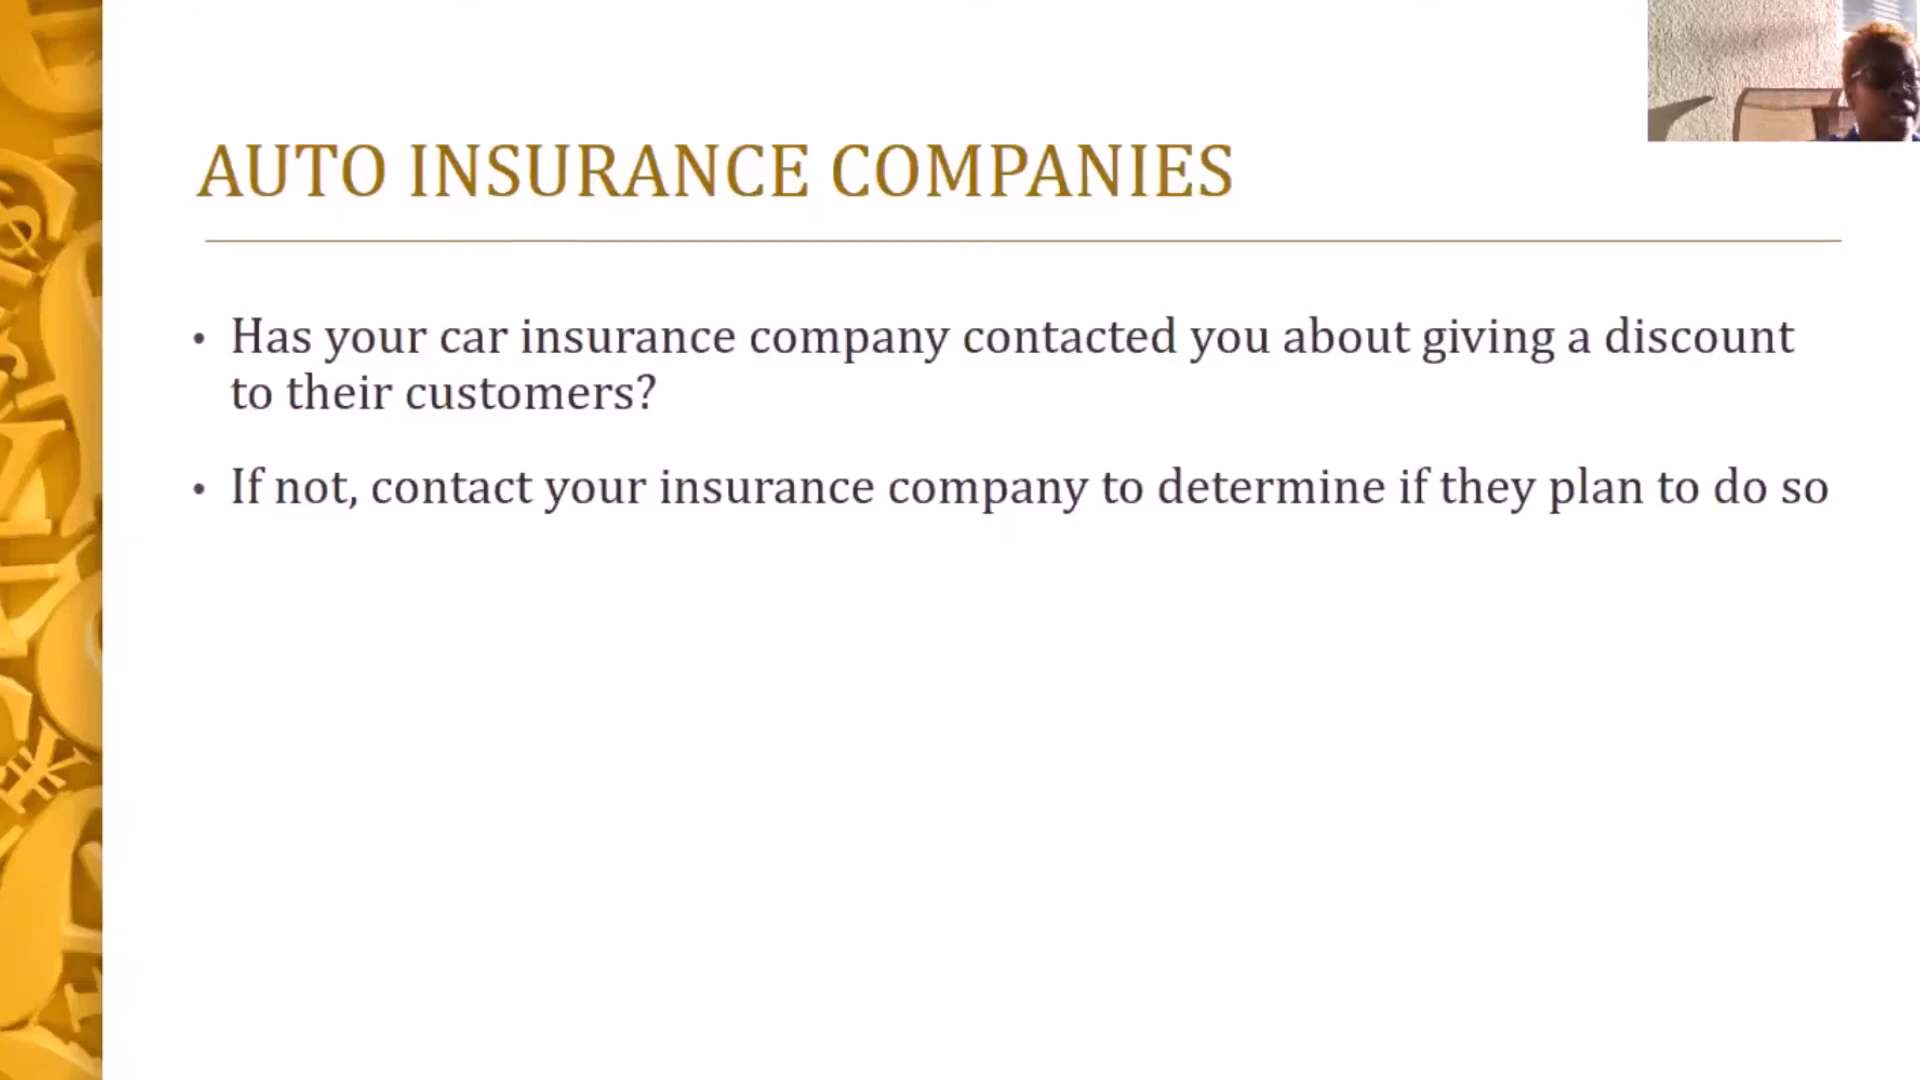 AUTO INSURANCE COMPANIES
• Has your car insurance company contacted you about giving a discount
to their customers?
• If not, contact your insurance company to determine if they plan to do so